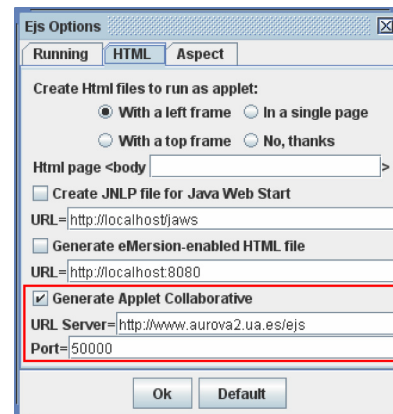 Ejs Options
Running HTML Aspect
Create Html files to run as applet:
With a left frame In a single page
With a top frame No, thanks
Html page <body >
Create JNLP file for Java Web Start
URL=http://localhost/jaws
Generate eMersion-enabled HTML file
URL=http://localhost:8080
Generate Applet Collaborative
URL Server=http://www.aurova2.ua.es/ejs
Port=50000
Ok Default